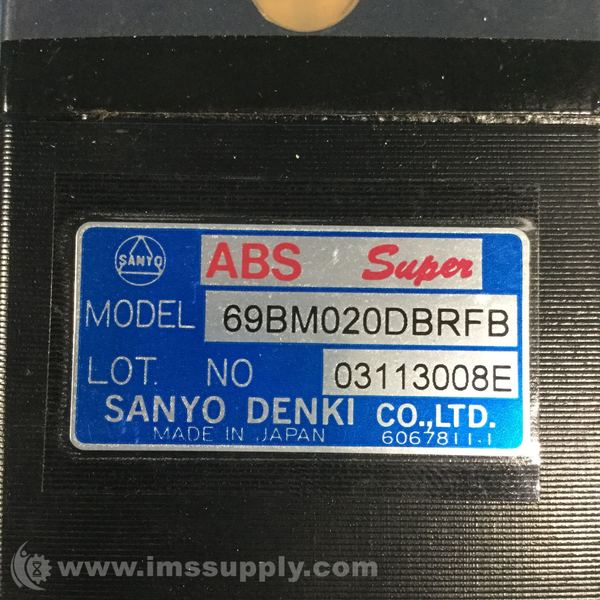 SANYO
ABS Super
MODEL 69BM020DBRFB
LOT. NO 03113008E
SANYO DENKI CO.,LTD.
MADE IN JAPAN 6067811-1
www.imssupply.com